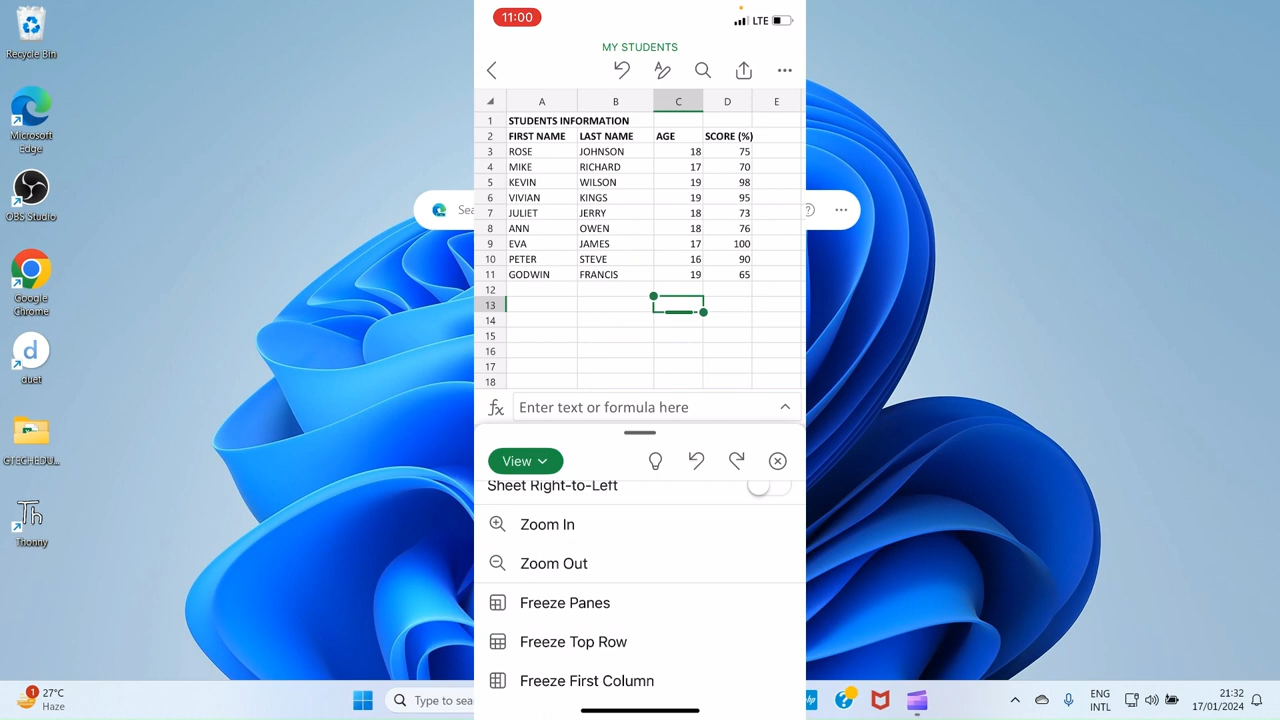 Recycle Bin
Microsoft
Edge
OBS Studio
Google
Chrome
duet
GTECHEDU...
Thonny
Sea
11:00
LTE
MY STUDENTS
A B C D E
1 STUDENTS INFORMATION
2 FIRST NAME LAST NAME AGE SCORE (%)
3 ROSE JOHNSON 18 75
4 MIKE RICHARD 17 70
5 KEVIN WILSON 19 98
6 VIVIAN KINGS 19 95
7 JULIET JERRY 18 73
8 ANN OWEN 18 76
9 EVA JAMES 17 100
10 PETER STEVE 16 90
11 GODWIN FRANCIS 19 65
12
13
14
15
16
17
18
fx Enter text or formula here
View
Sheet Right-to-Left
Zoom In
Zoom Out
Freeze Panes
Freeze Top Row
Freeze First Column
1
27°C
Haze
Type to sea
hp
ENG
INTL